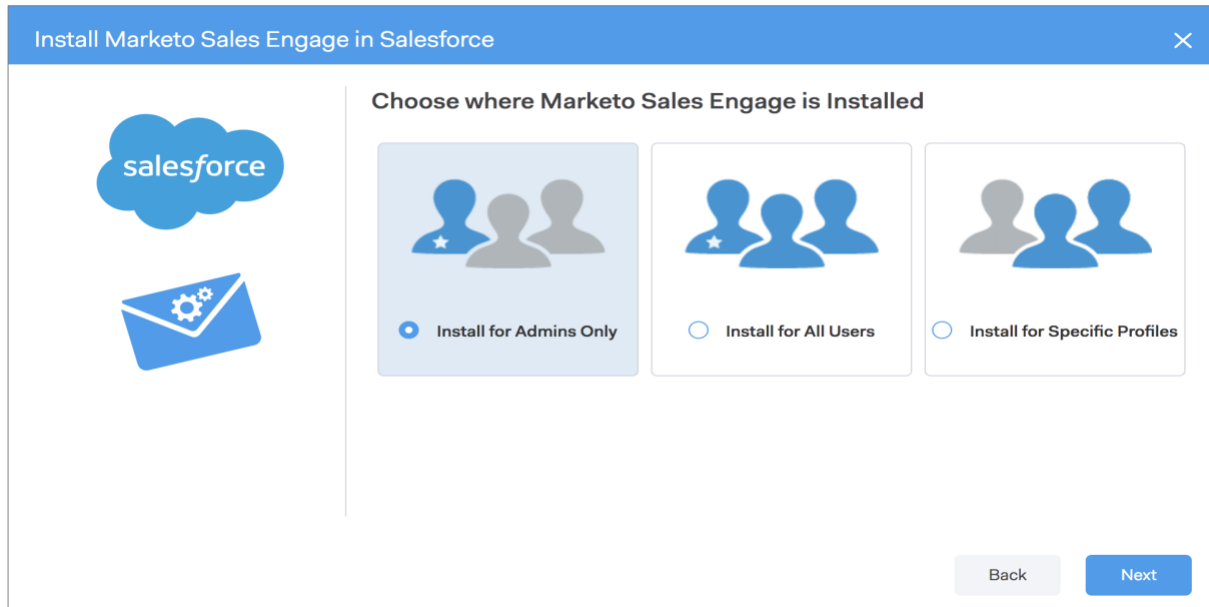 Install Marketo Sales Engage in Salesforce
Choose where Marketo Sales Engage is Installed
salesforce
Install for Admins Only
Install for All Users
Install for Specific Profiles
Back
Next